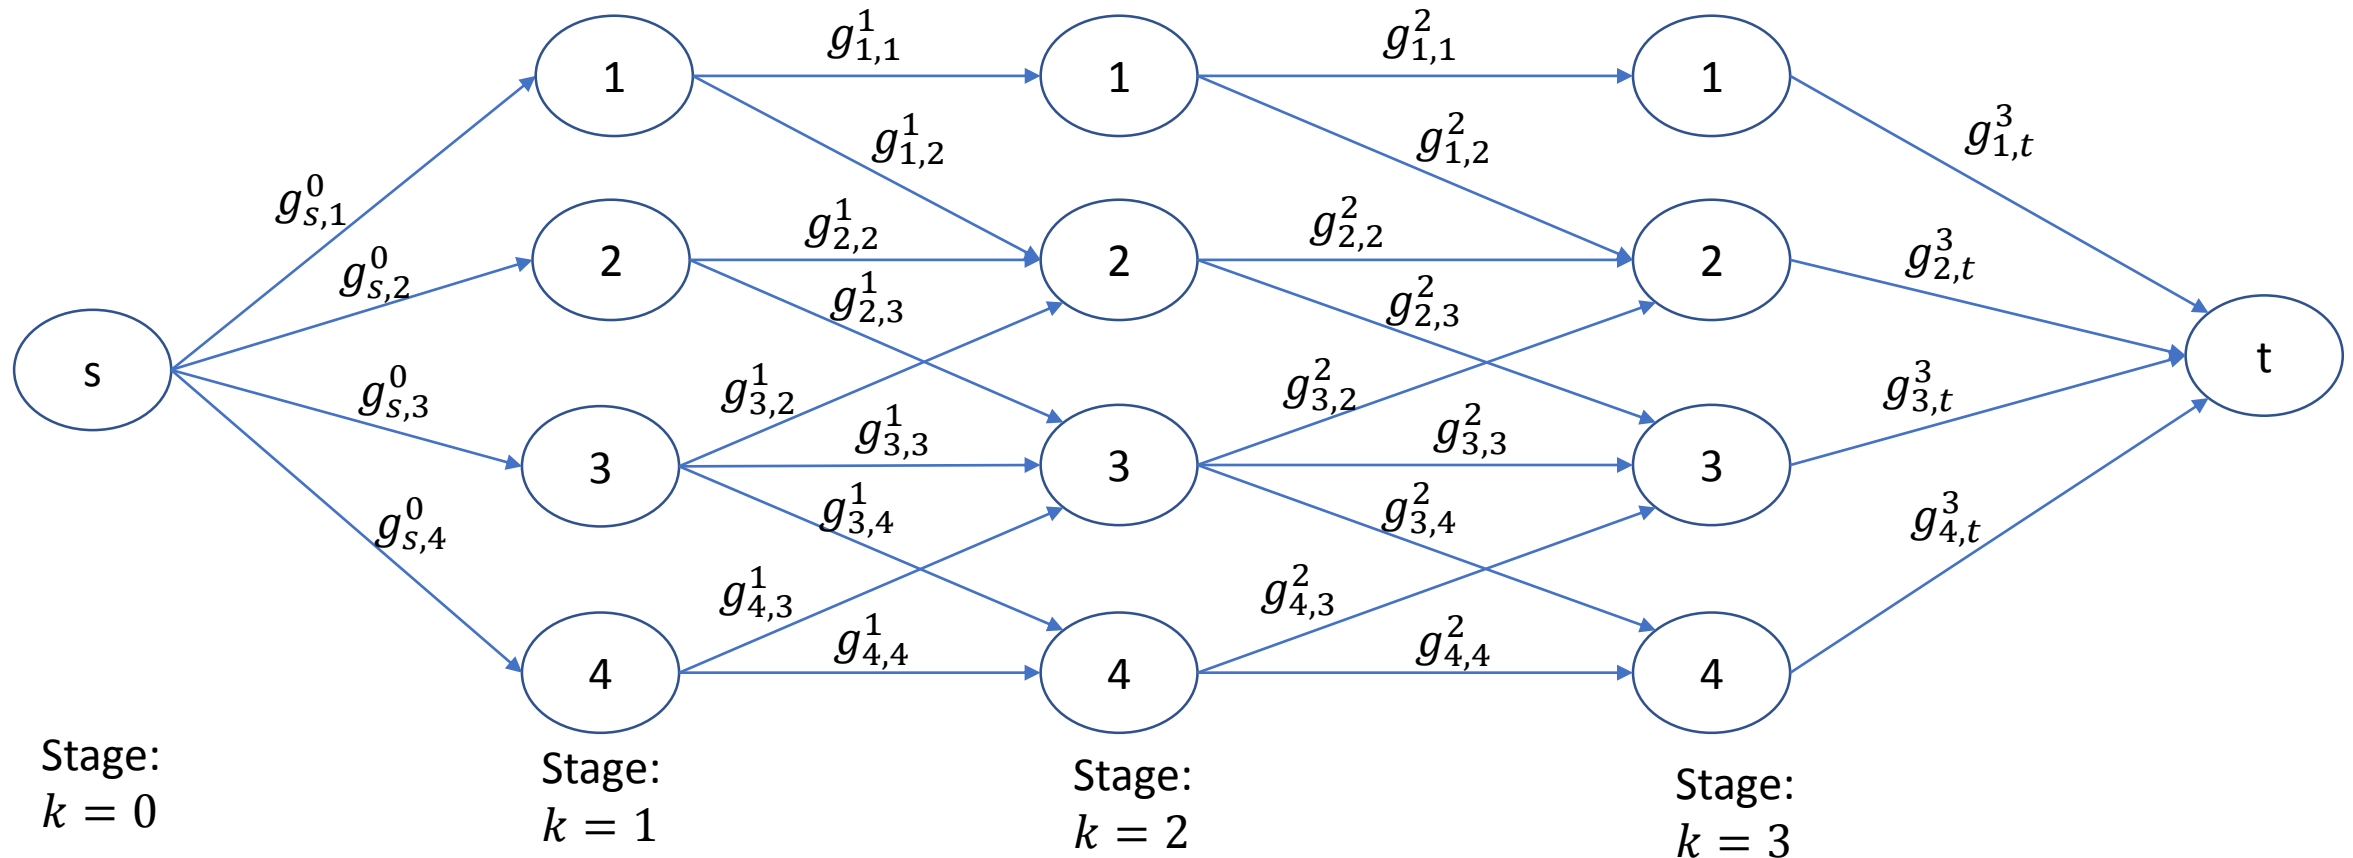 1
g^1_{1,1}
1
g^2_{1,1}
1
g^3_{1,t}
g^1_{1,2}
g^2_{1,2}
g^0_{s,1}
g^0_{s,2}
2
g^1_{2,2}
2
g^2_{2,2}
2
g^3_{2,t}
g^1_{2,3}
g^2_{2,3}
s
t
g^0_{s,3}
g^1_{3,2}
g^2_{3,2}
g^3_{3,t}
3
g^1_{3,3}
3
g^2_{3,3}
3
g^0_{s,4}
g^1_{3,4}
g^2_{3,4}
g^3_{4,t}
g^1_{4,3}
g^2_{4,3}
4
g^1_{4,4}
4
g^2_{4,4}
4
Stage:
k = 0
Stage:
k = 1
Stage:
k = 2
Stage:
k = 3